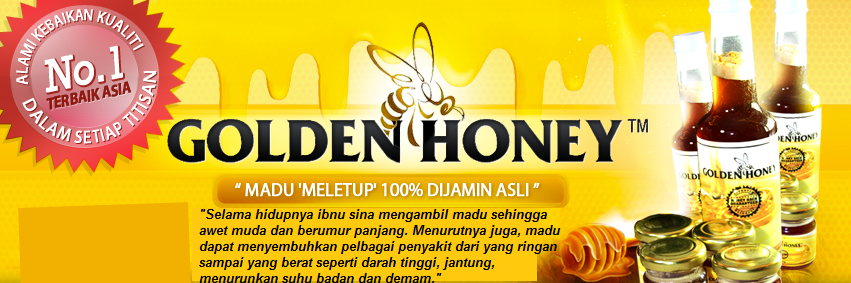 ALAMI KEBAIKAN KUALITI
No.1
TERBAIK ASIA
DALAM SETIAP TITISAN
GOLDEN HONEY™
“ MADU 'MELETUP' 100% DIJAMIN ASLI ”
"Selama hidupnya ibnu sina mengambil madu sehingga
awet muda dan berumur panjang. Menurutnya juga, madu
dapat menyembuhkan pelbagai penyakit dari yang ringan
sampai yang berat seperti darah tinggi, jantung,
menurunkan suhu badan dan demam."
GOLDEN HONEY